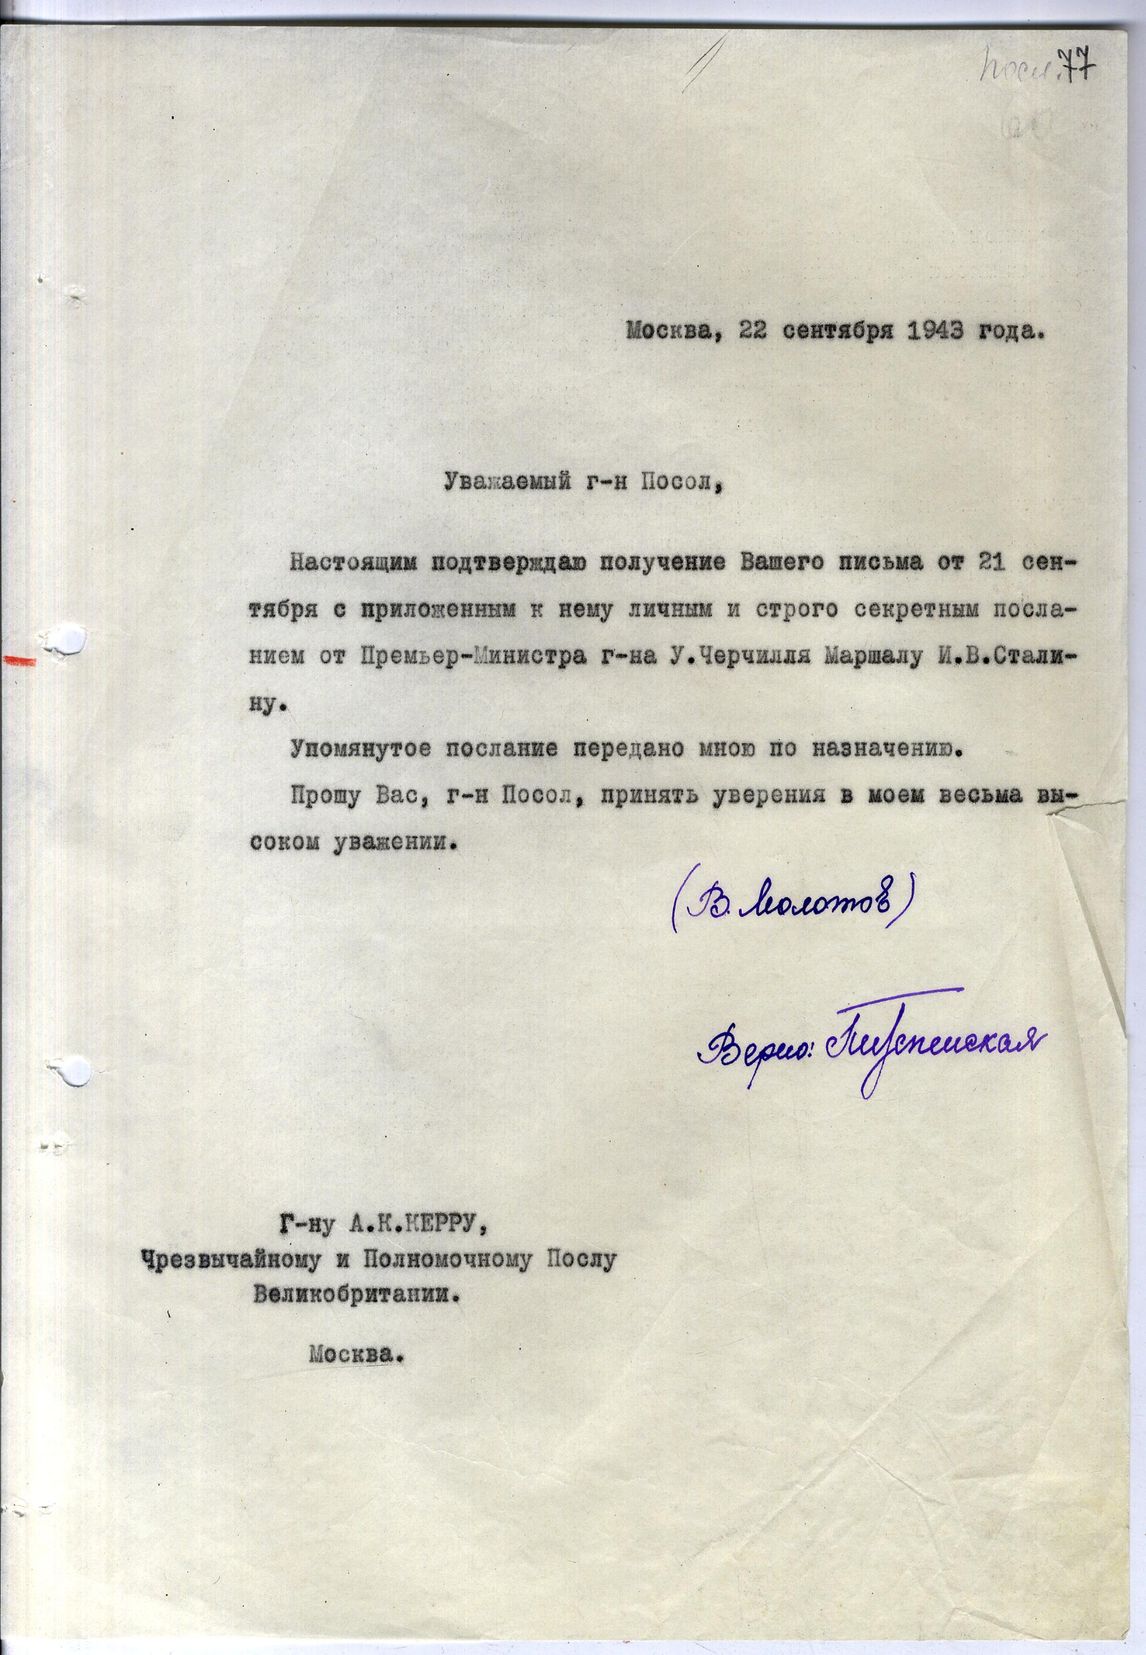 77
Москва, 22 сентября 1943 года.
Уважаемый г-н Посол,
Настоящим подтверждаю получение Вашего письма от 21 сен-
тября с приложенным к нему личным и строго секретным посла-
нием от Премьер-Министра г-на У.Черчилля Маршалу И.В.Стали-
ну.
Упомянутое послание передано мною по назначению.
Прошу Вас, г-н Посол, принять уверения в моем весьма вы-
соком уважении.
(В. Молотов)
Верно:
Г-ну А.К.КЕРРУ,
Чрезвычайному и Полномочному Послу
Великобритании.
Москва.